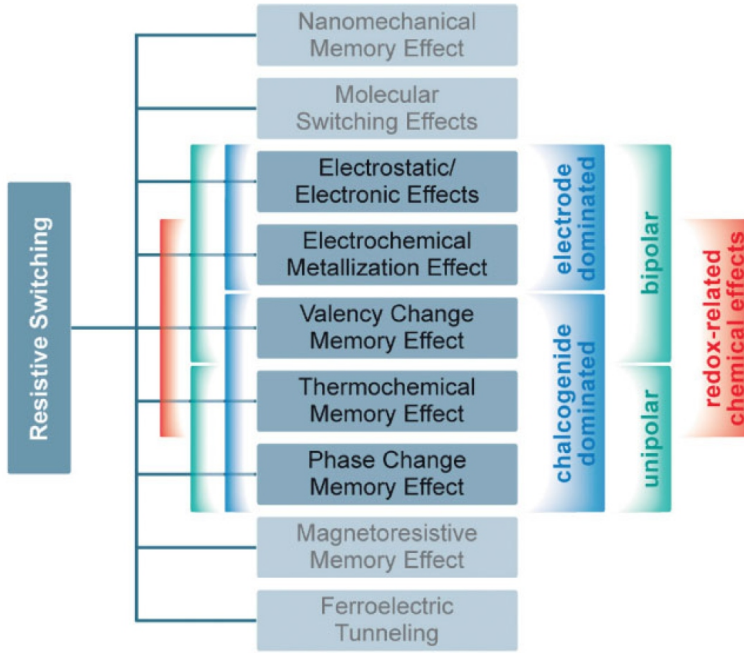 Resistive Switching
Nanomechanical
Memory Effect
Molecular
Switching Effects
Electrostatic/
Electronic Effects
Electrochemical
Metallization Effect
Valency Change
Memory Effect
Thermochemical
Memory Effect
Phase Change
Memory Effect
Magnetoresistive
Memory Effect
Ferroelectric
Tunneling
electrode
dominated
chalcogenide
dominated
bipolar
unipolar
redox-related
chemical effects